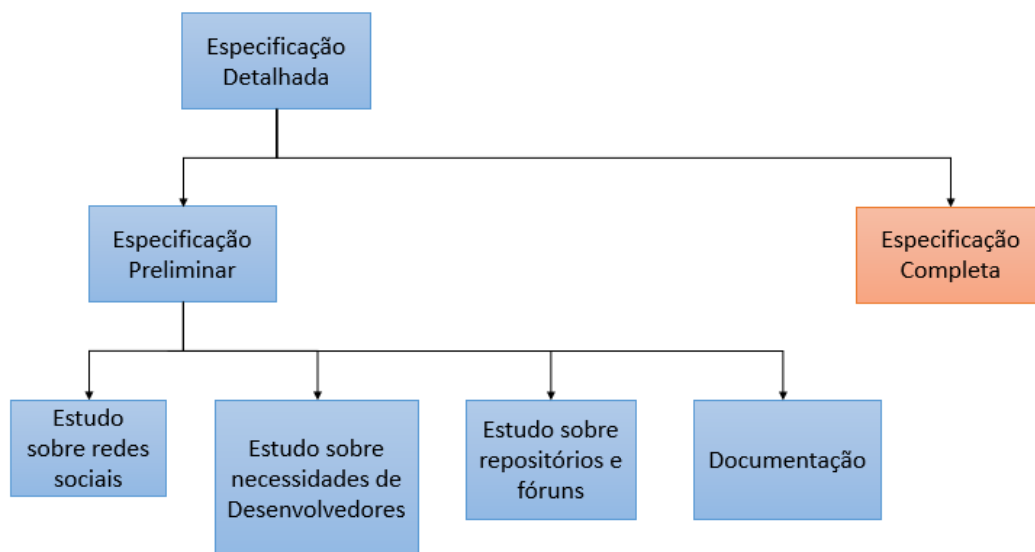 Especificação
Detalhada
Especificação
Preliminar
Especificação
Completa
Estudo
sobre redes
sociais
Estudo sobre
necessidades de
Desenvolvedores
Estudo sobre
repositórios e
fóruns
Documentação